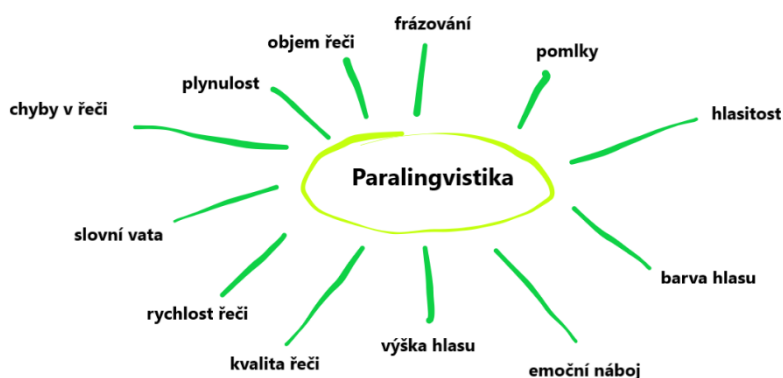 frázování
objem řeči
pomlky
plynulost
chyby v řeči
hlasitost
Paralingvistika
slovní vata
barva hlasu
rychlost řeči
výška hlasu
kvalita řeči
emoční náboj